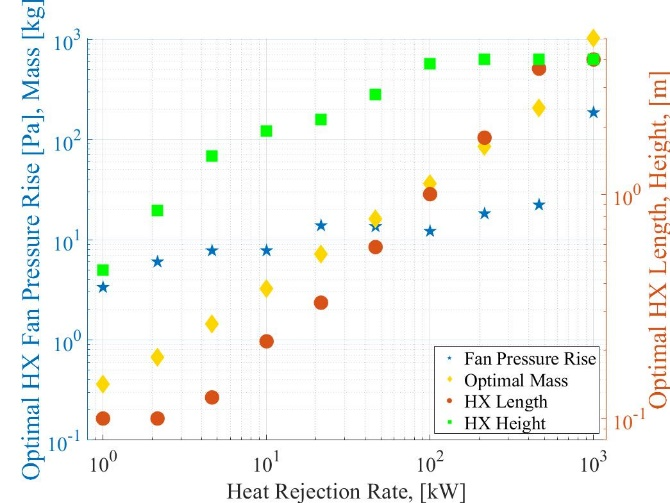 Optimal HX Fan Pressure Rise [Pa], Mass [kg]
10^3
10^2
10^1
10^0
10^-1
10^0
10^-1
Optimal HX Length, Height, [m]
Fan Pressure Rise
Optimal Mass
HX Length
HX Height
10^0
10^1
10^2
10^3
Heat Rejection Rate, [kW]